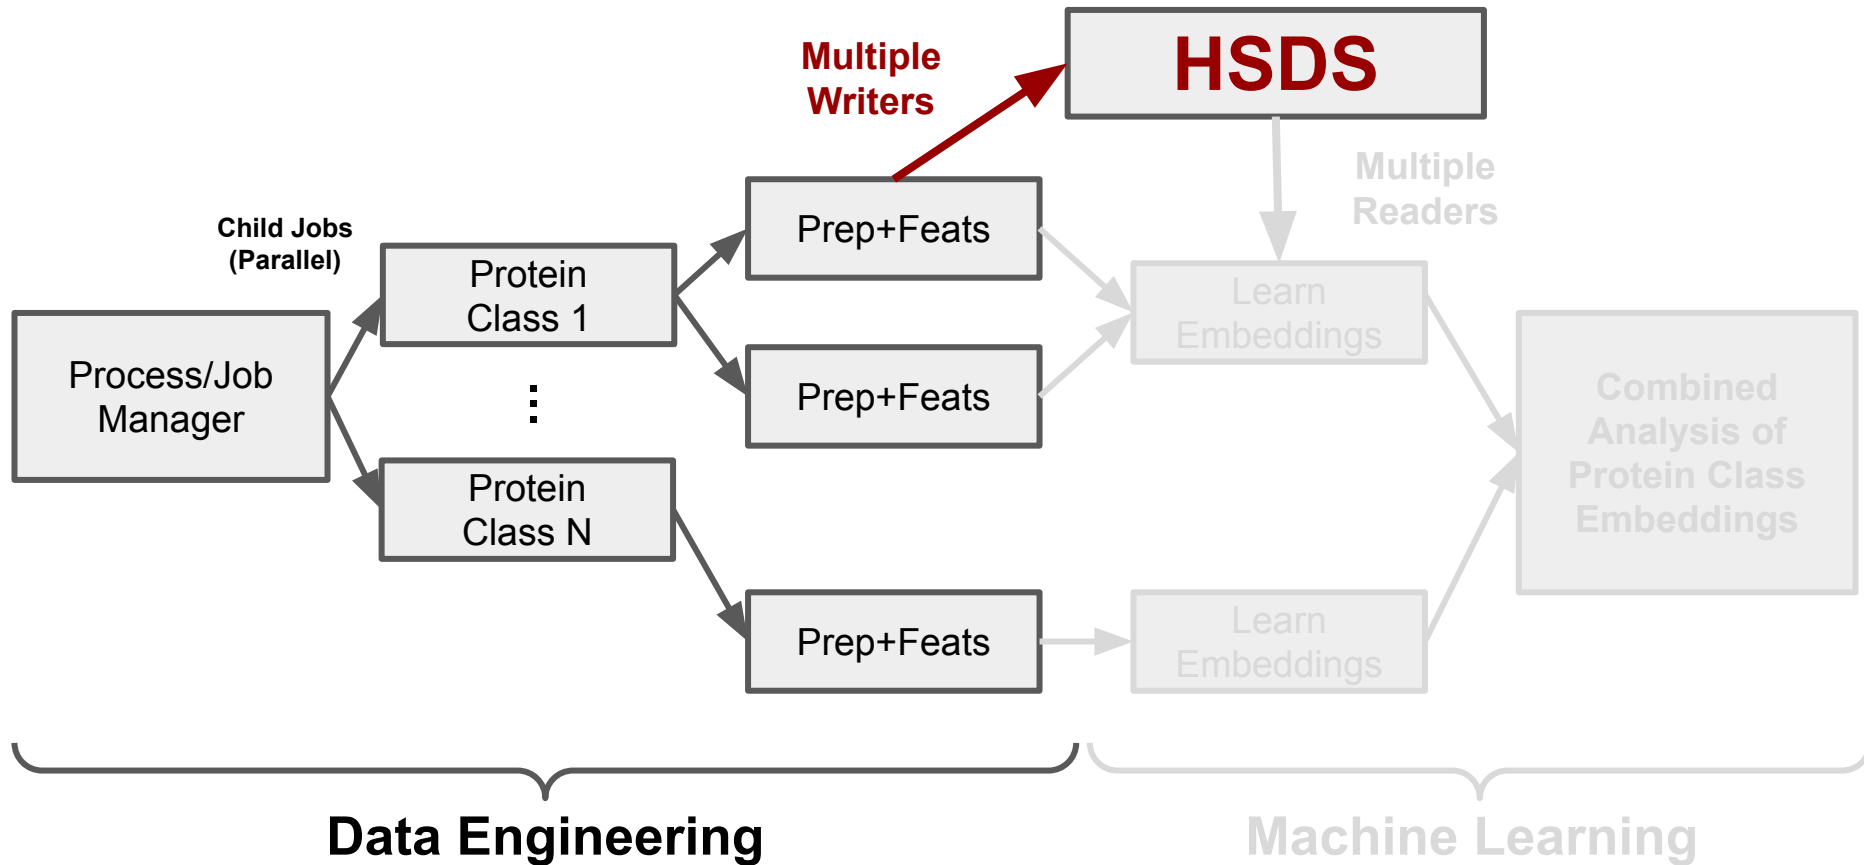 Multiple
Writers
HSDS
Multiple
Readers
Child Jobs
(Parallel)
Process/Job
Manager
Protein
Class 1
Protein
Class N
Prep+Feats
Prep+Feats
Prep+Feats
Learn
Embeddings
Learn
Embeddings
Combined
Analysis of
Protein Class
Embeddings
Data Engineering
Machine Learning